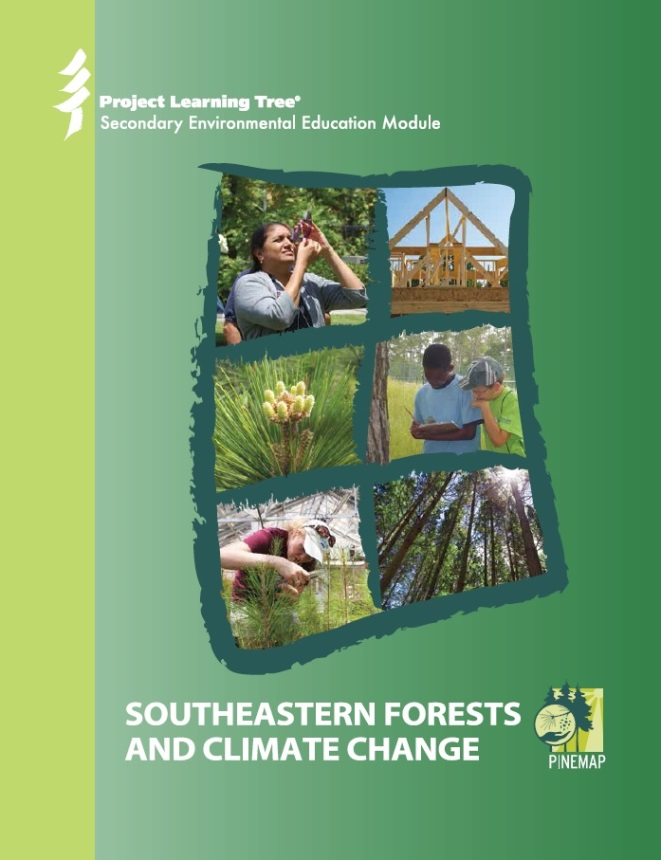 Project Learning Tree®
Secondary Environmental Education Module
SOUTHEASTERN FORESTS
AND CLIMATE CHANGE
PINEMAP